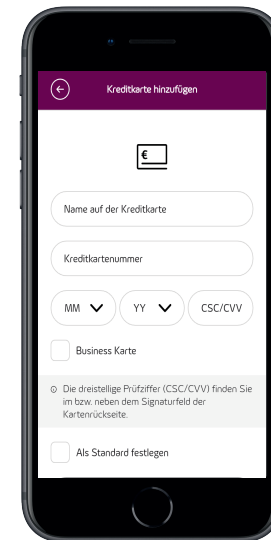 Kreditkarte hinzufügen
€
Name auf der Kreditkarte
Kreditkartenummer
MM YY CSC/CVV
Business Karte
Die dreistellige Prüfziffer (CSC/CVV) finden Sie
im bzw. neben dem Signaturfeld der
Kartenrückseite.
Als Standard festlegen